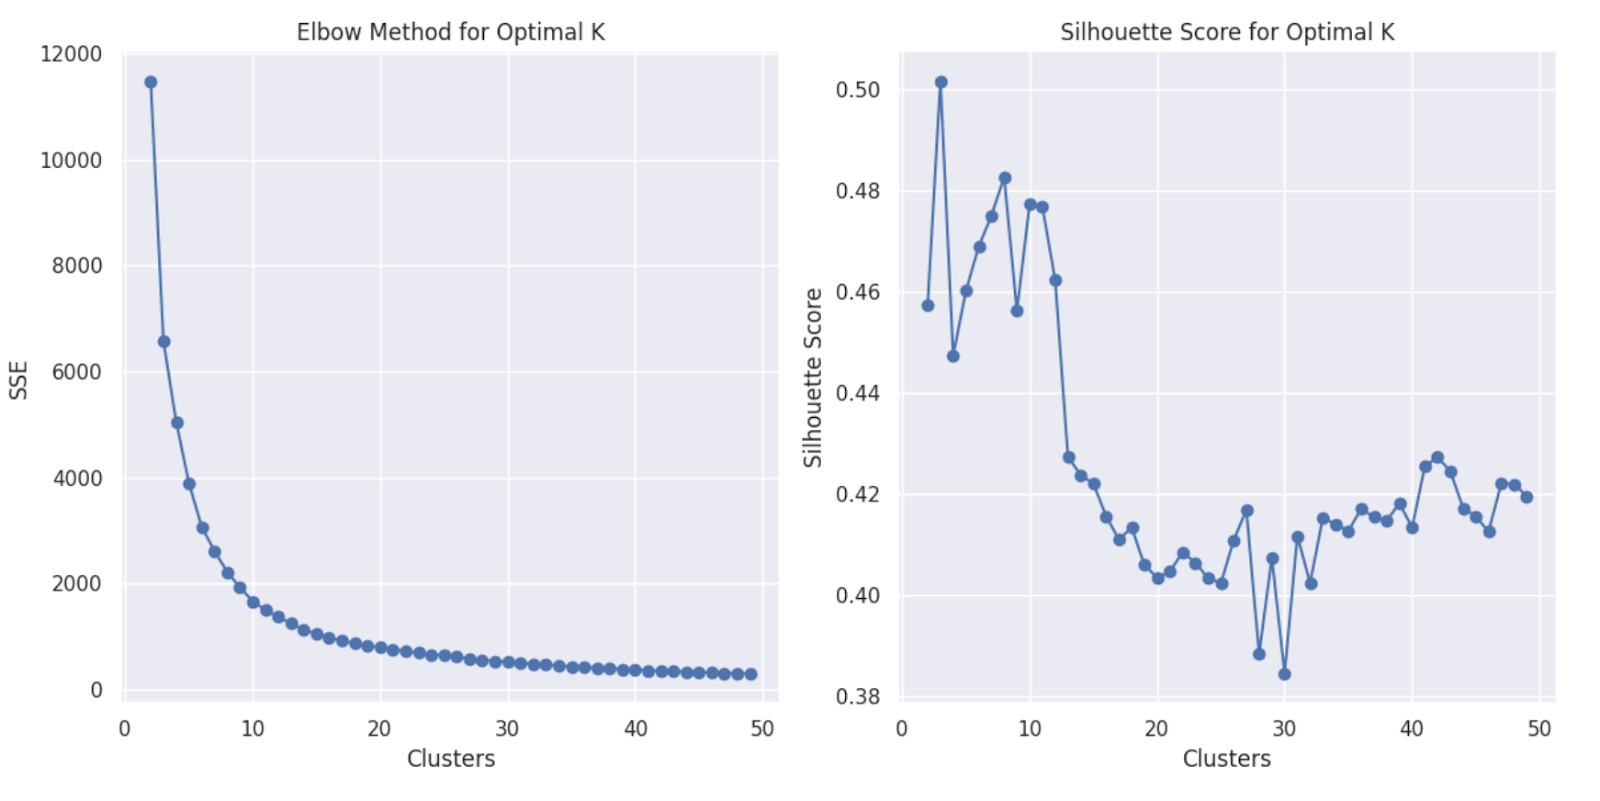 Elbow Method for Optimal K
12000
10000
8000
6000
4000
2000
0
SSE
0 10 20 30 40 50
Clusters
Silhouette Score for Optimal K
0.50
0.48
0.46
0.44
0.42
0.40
0.38
Silhouette Score
0 10 20 30 40 50
Clusters